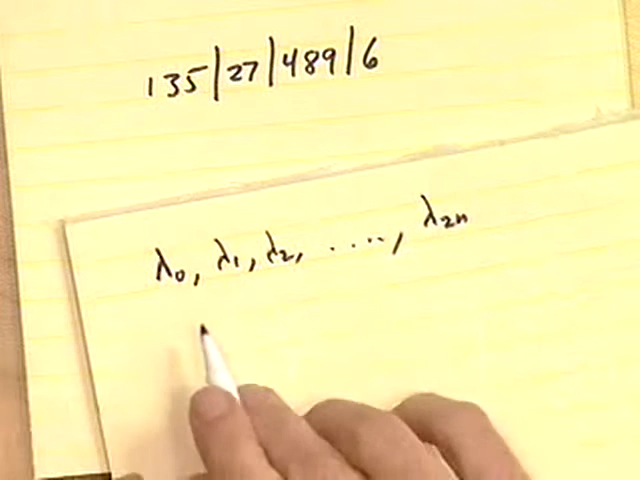 135|27|489|6
λ₀, λ₁, λ₂, ....., λ₂ₙ